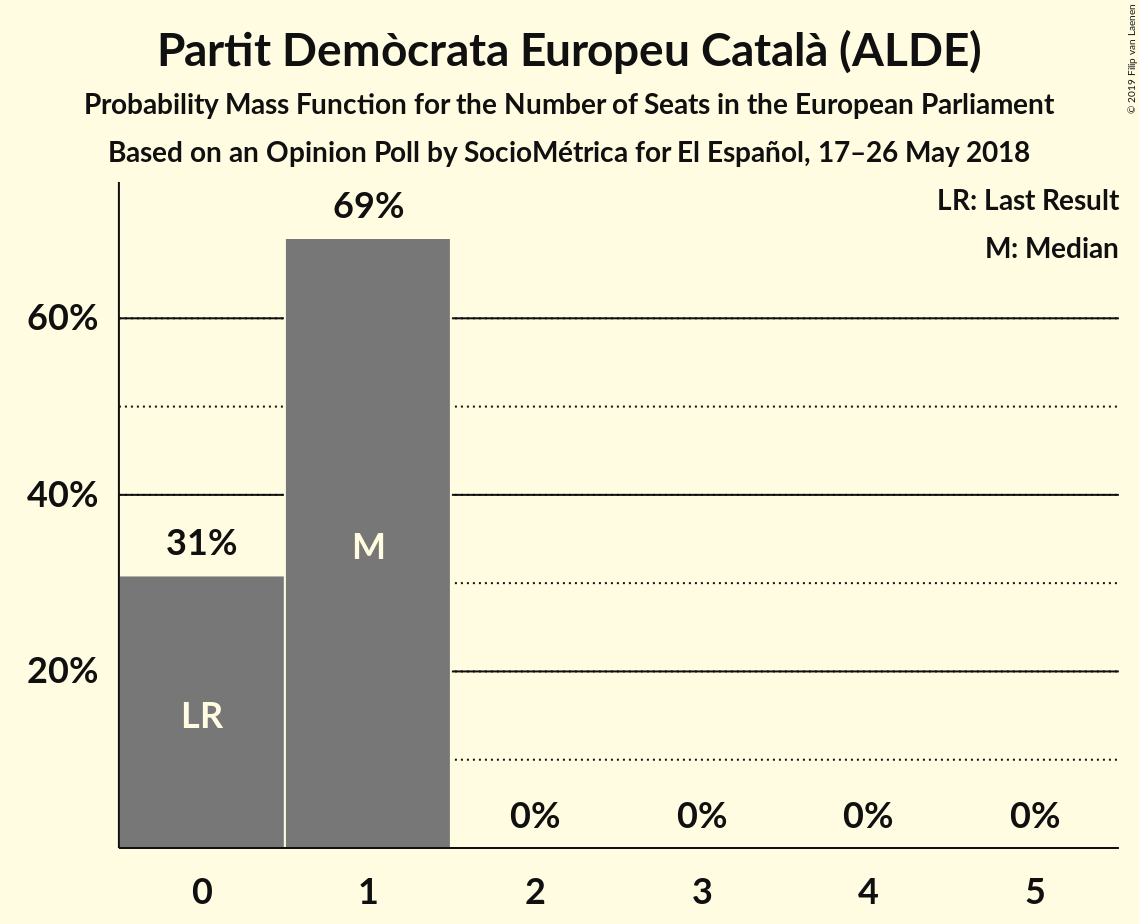 Partit Demòcrata Europeu Català (ALDE)
Probability Mass Function for the Number of Seats in the European Parliament
Based on an Opinion Poll by SocioMétrica for El Español, 17–26 May 2018
© 2019 Filip van Laenen
LR: Last Result
M: Median
69%
60%
40%
31%
M
20%
LR
0%
0%
0%
0%
0
1
2
3
4
5